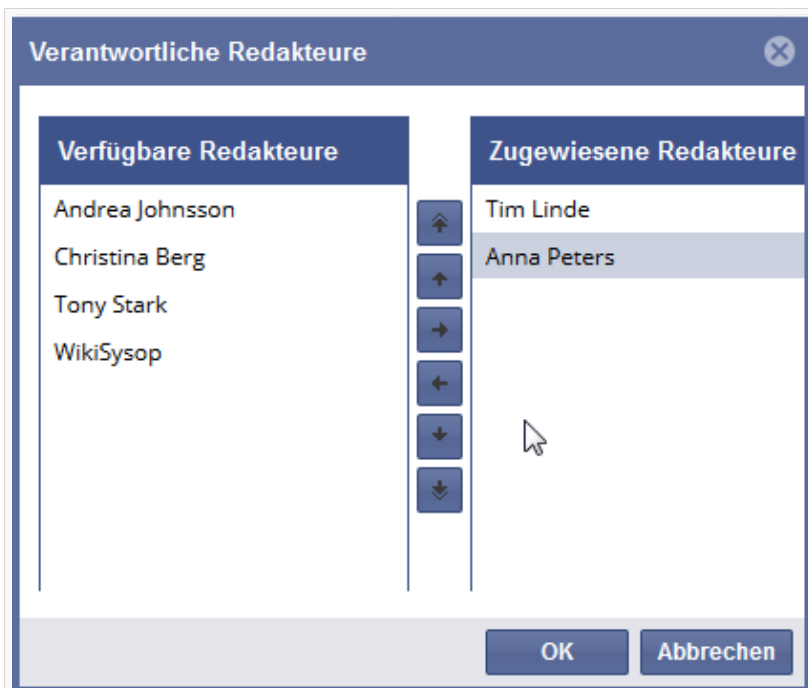 Verantwortliche Redakteure
Verfügbare Redakteure
Andrea Johnsson
Christina Berg
Tony Stark
WikiSysop
Zugewiesene Redakteure
Tim Linde
Anna Peters
OK
Abbrechen